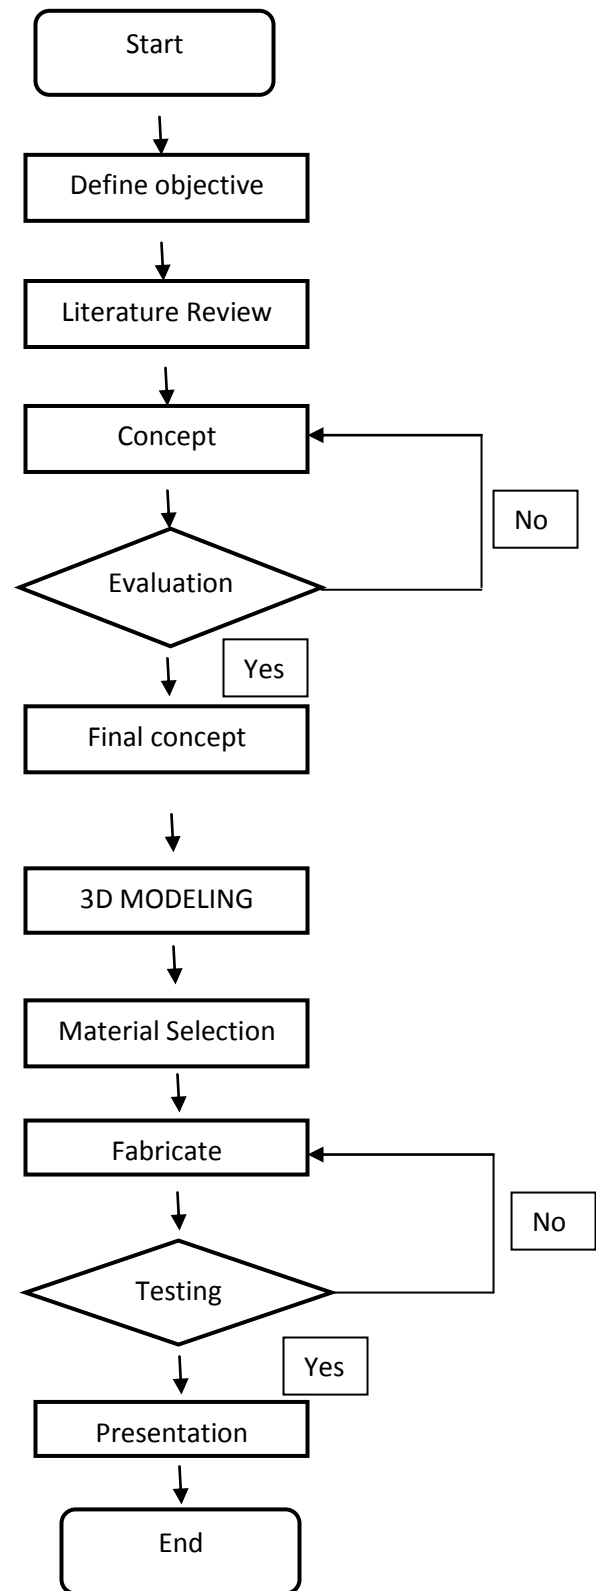 Start
Define objective
Literature Review
Concept
No
Evaluation
Yes
Final concept
3D MODELING
Material Selection
Fabricate
No
Testing
Yes
Presentation
End